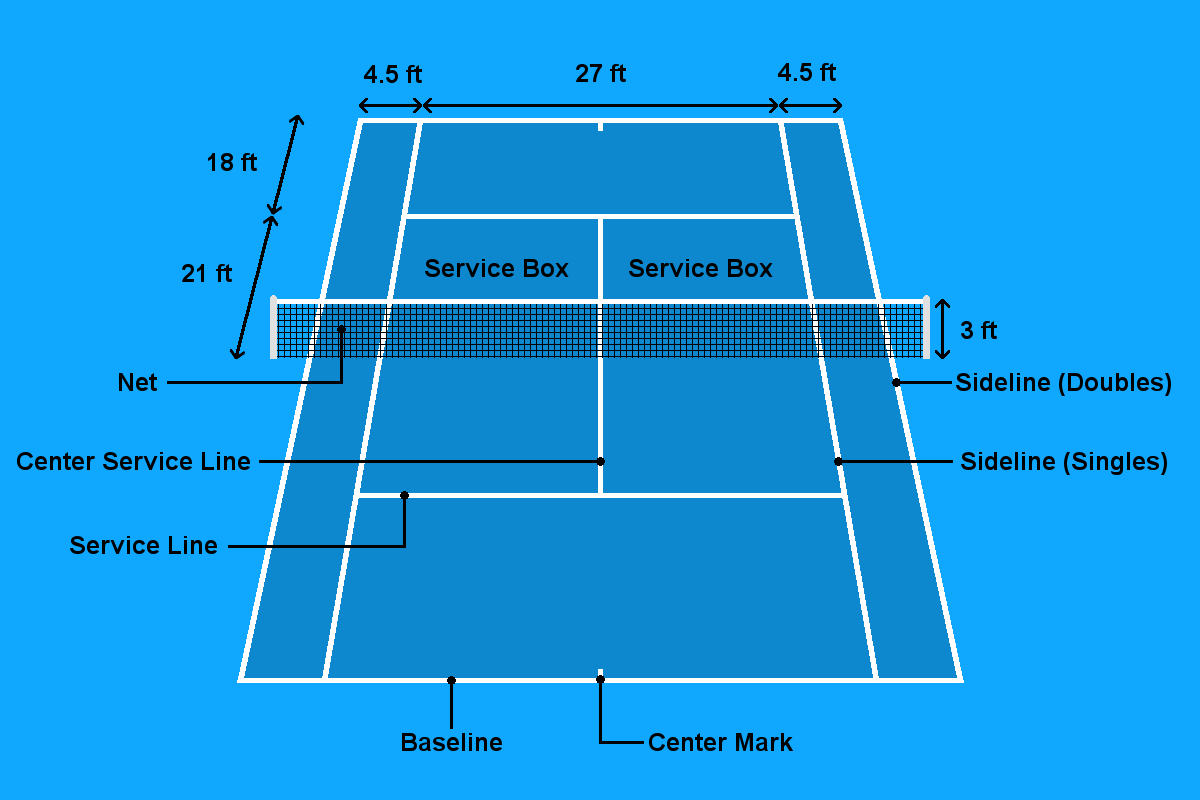 4.5 ft
27 ft
4.5 ft
18 ft
21 ft
Service Box
Service Box
3 ft
Net
Sideline (Doubles)
Center Service Line
Sideline (Singles)
Service Line
Baseline
Center Mark